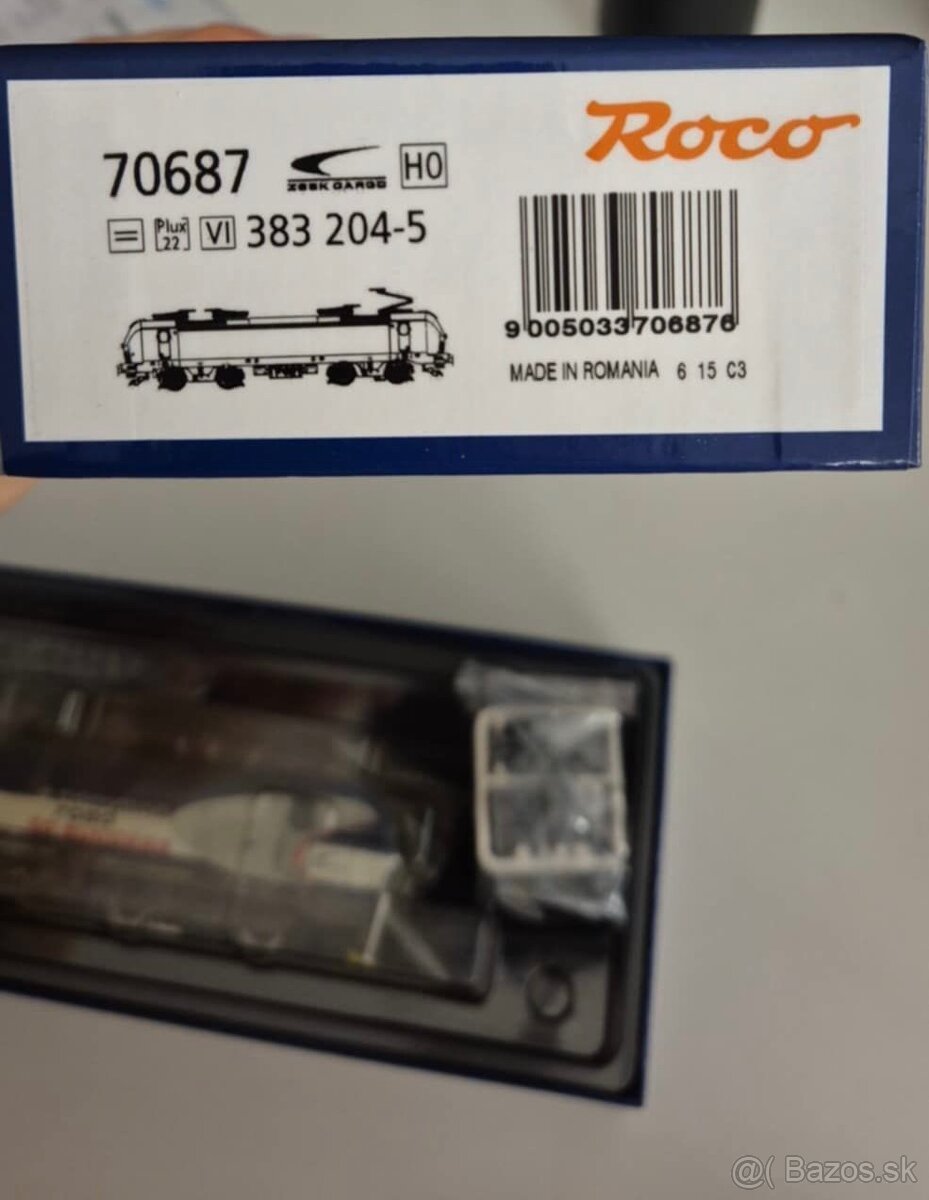 Roco
70687 ZSSK CARGO H0
= Plux 22 VI 383 204-5
9 005033 706876
MADE IN ROMANIA 6 15 C3
@( Bazos.sk